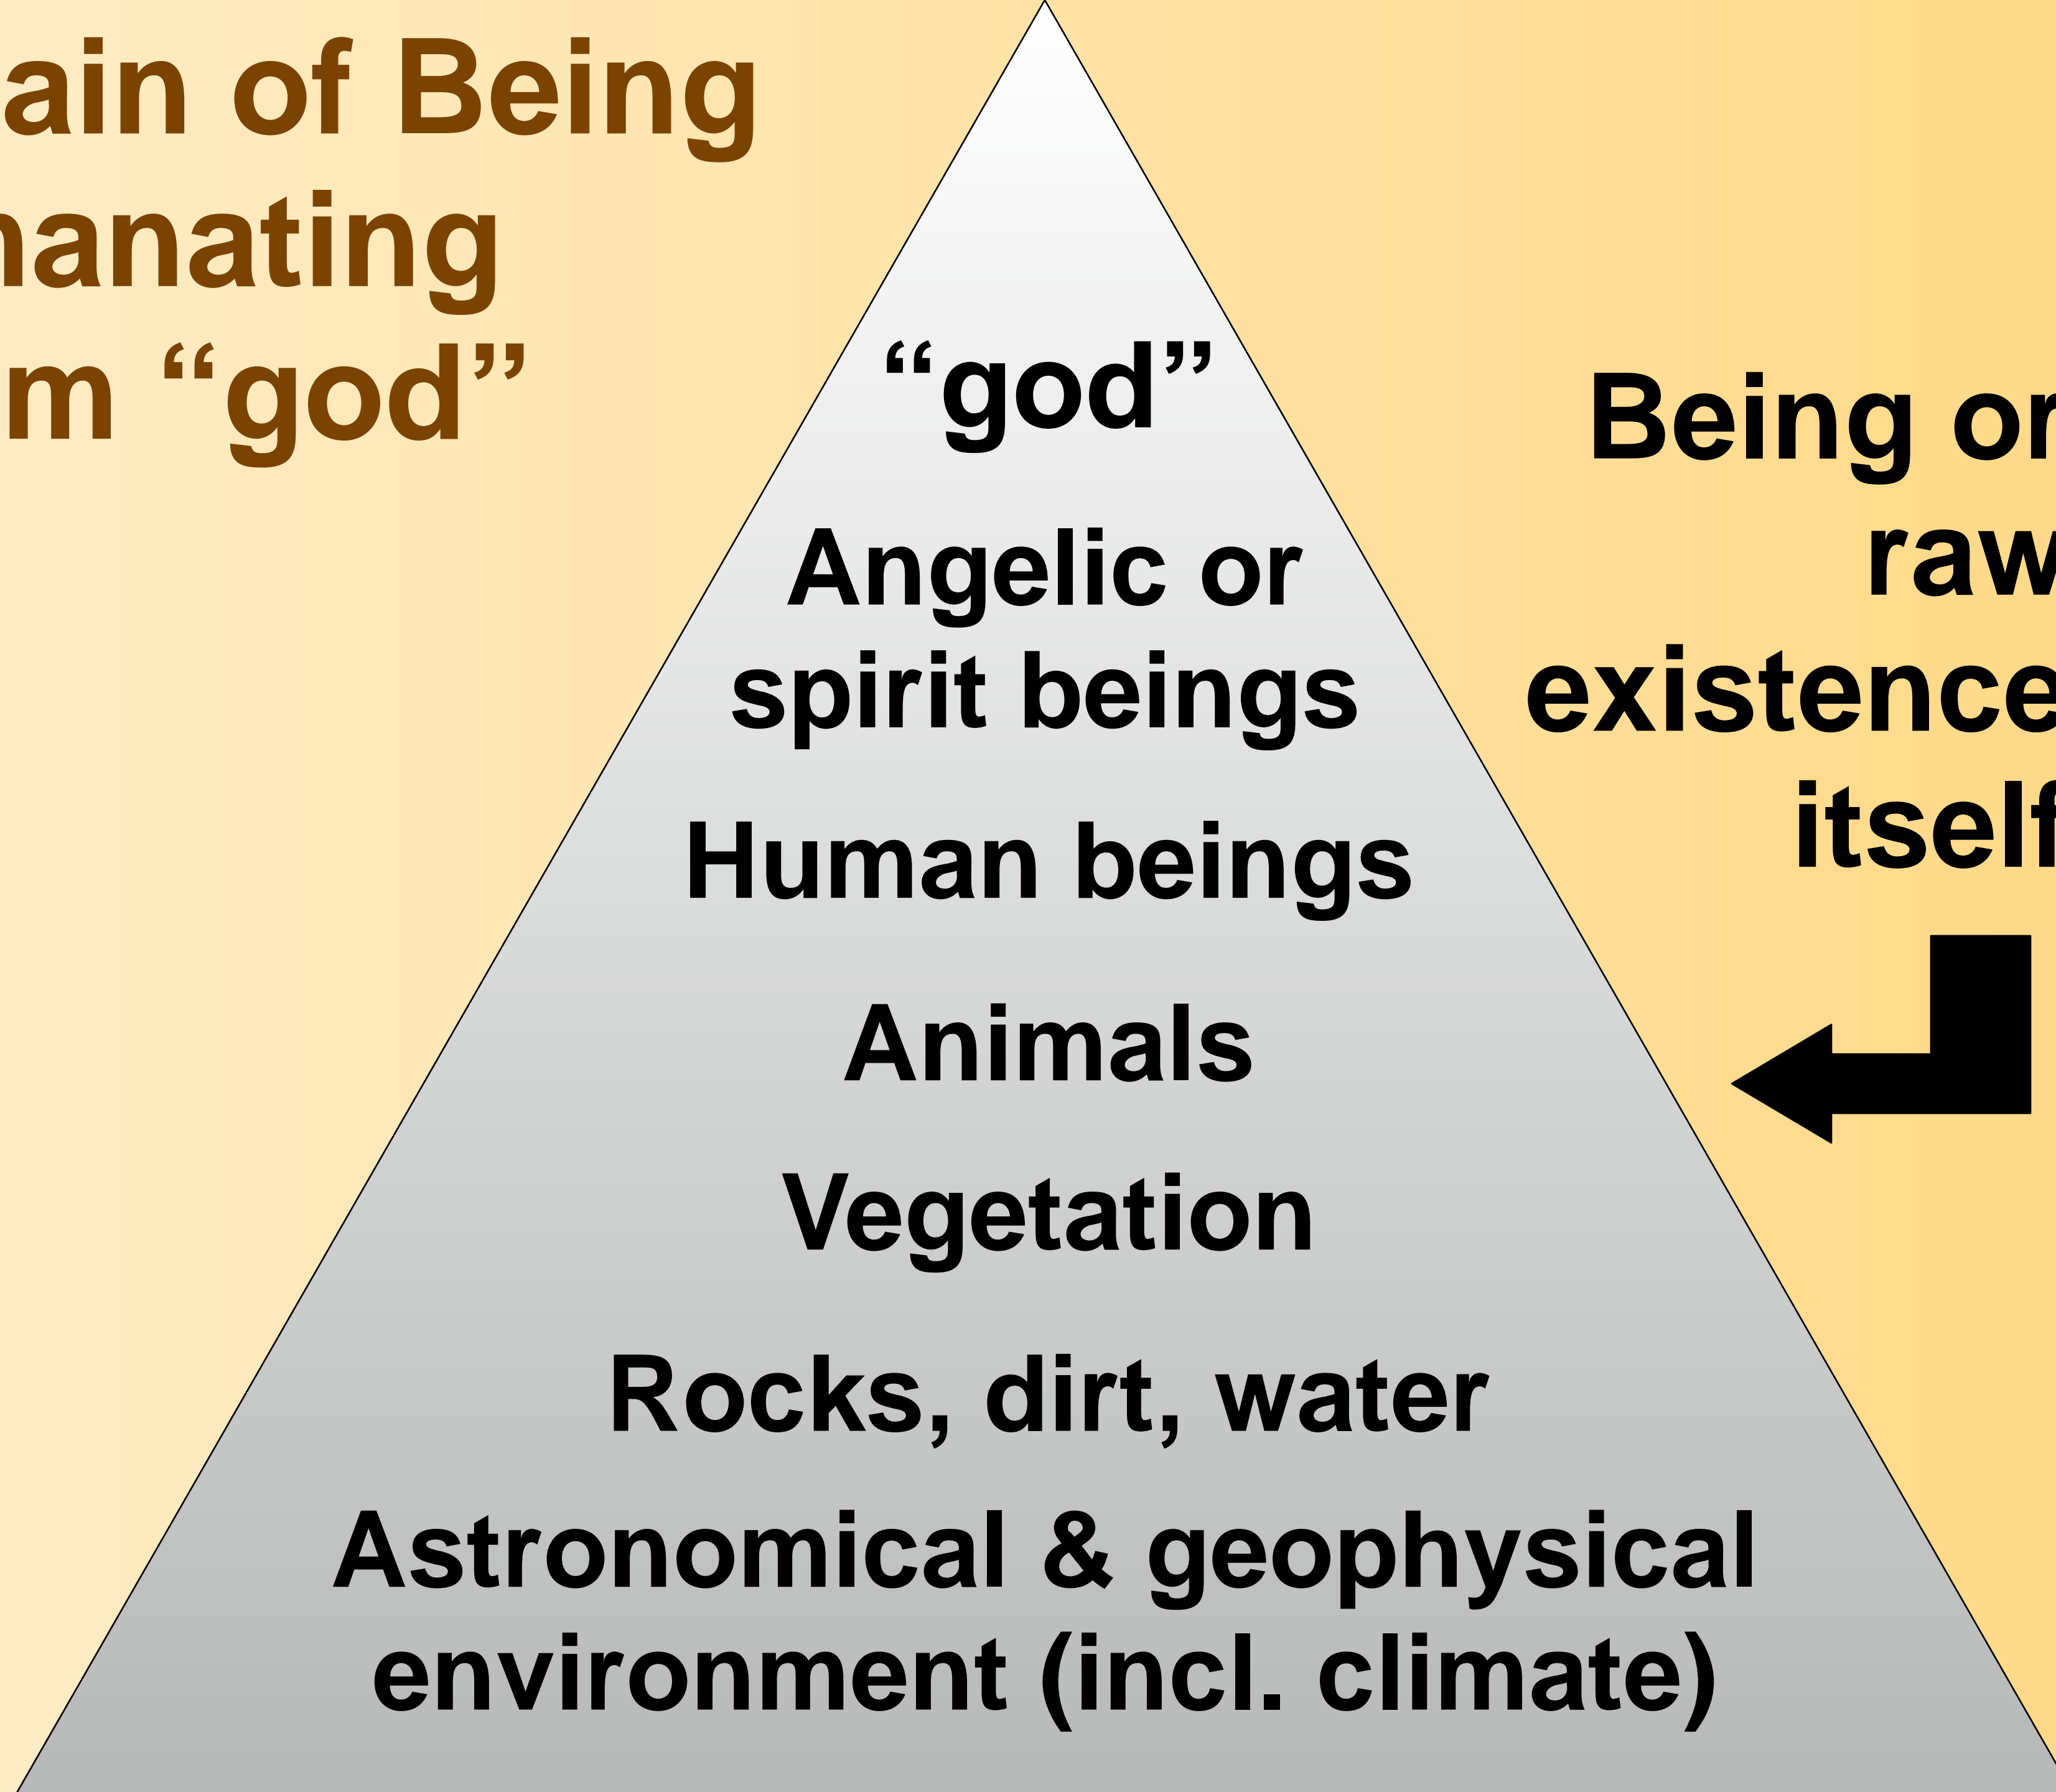 ain of Being
nanating
m “god”
“god”
Angelic or
spirit beings
Human beings
Animals
Vegetation
Rocks, dirt, water
Astronomical & geophysical
environment (incl. climate)
Being or
raw
existence
itself